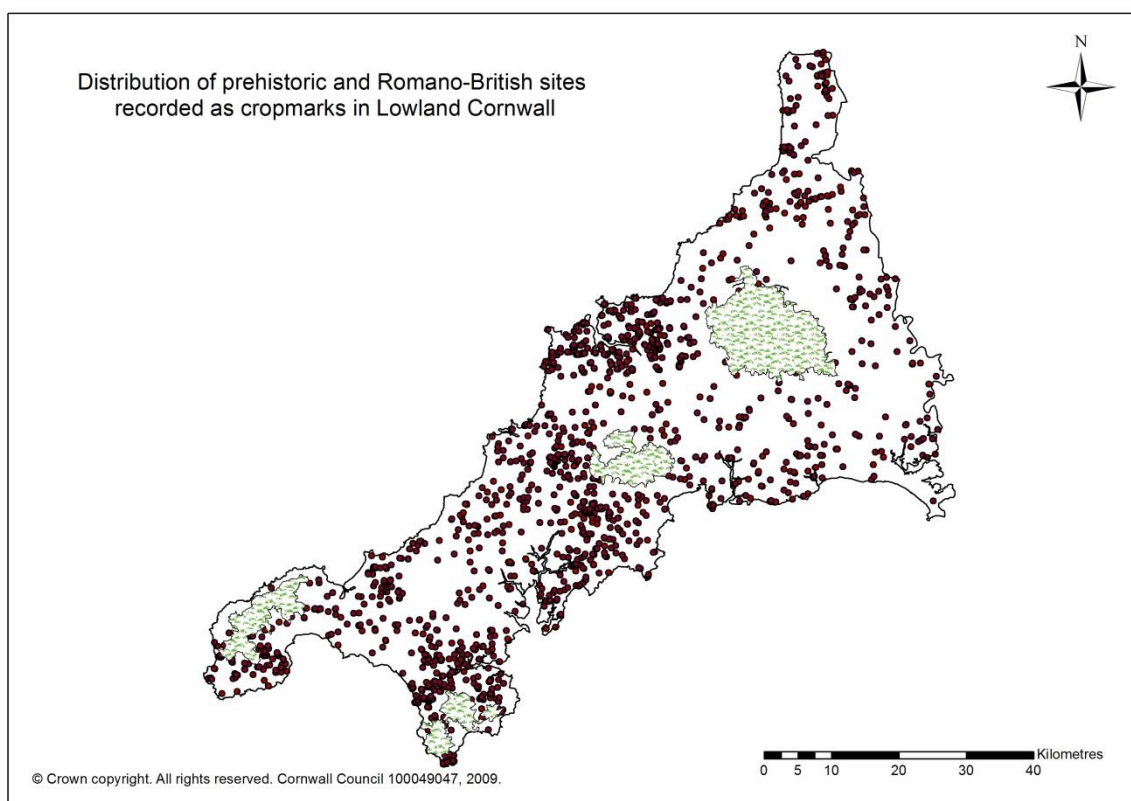 Distribution of prehistoric and Romano-British sites
recorded as cropmarks in Lowland Cornwall
N
Kilometres
0 5 10 20 30 40
© Crown copyright. All rights reserved. Cornwall Council 100049047, 2009.